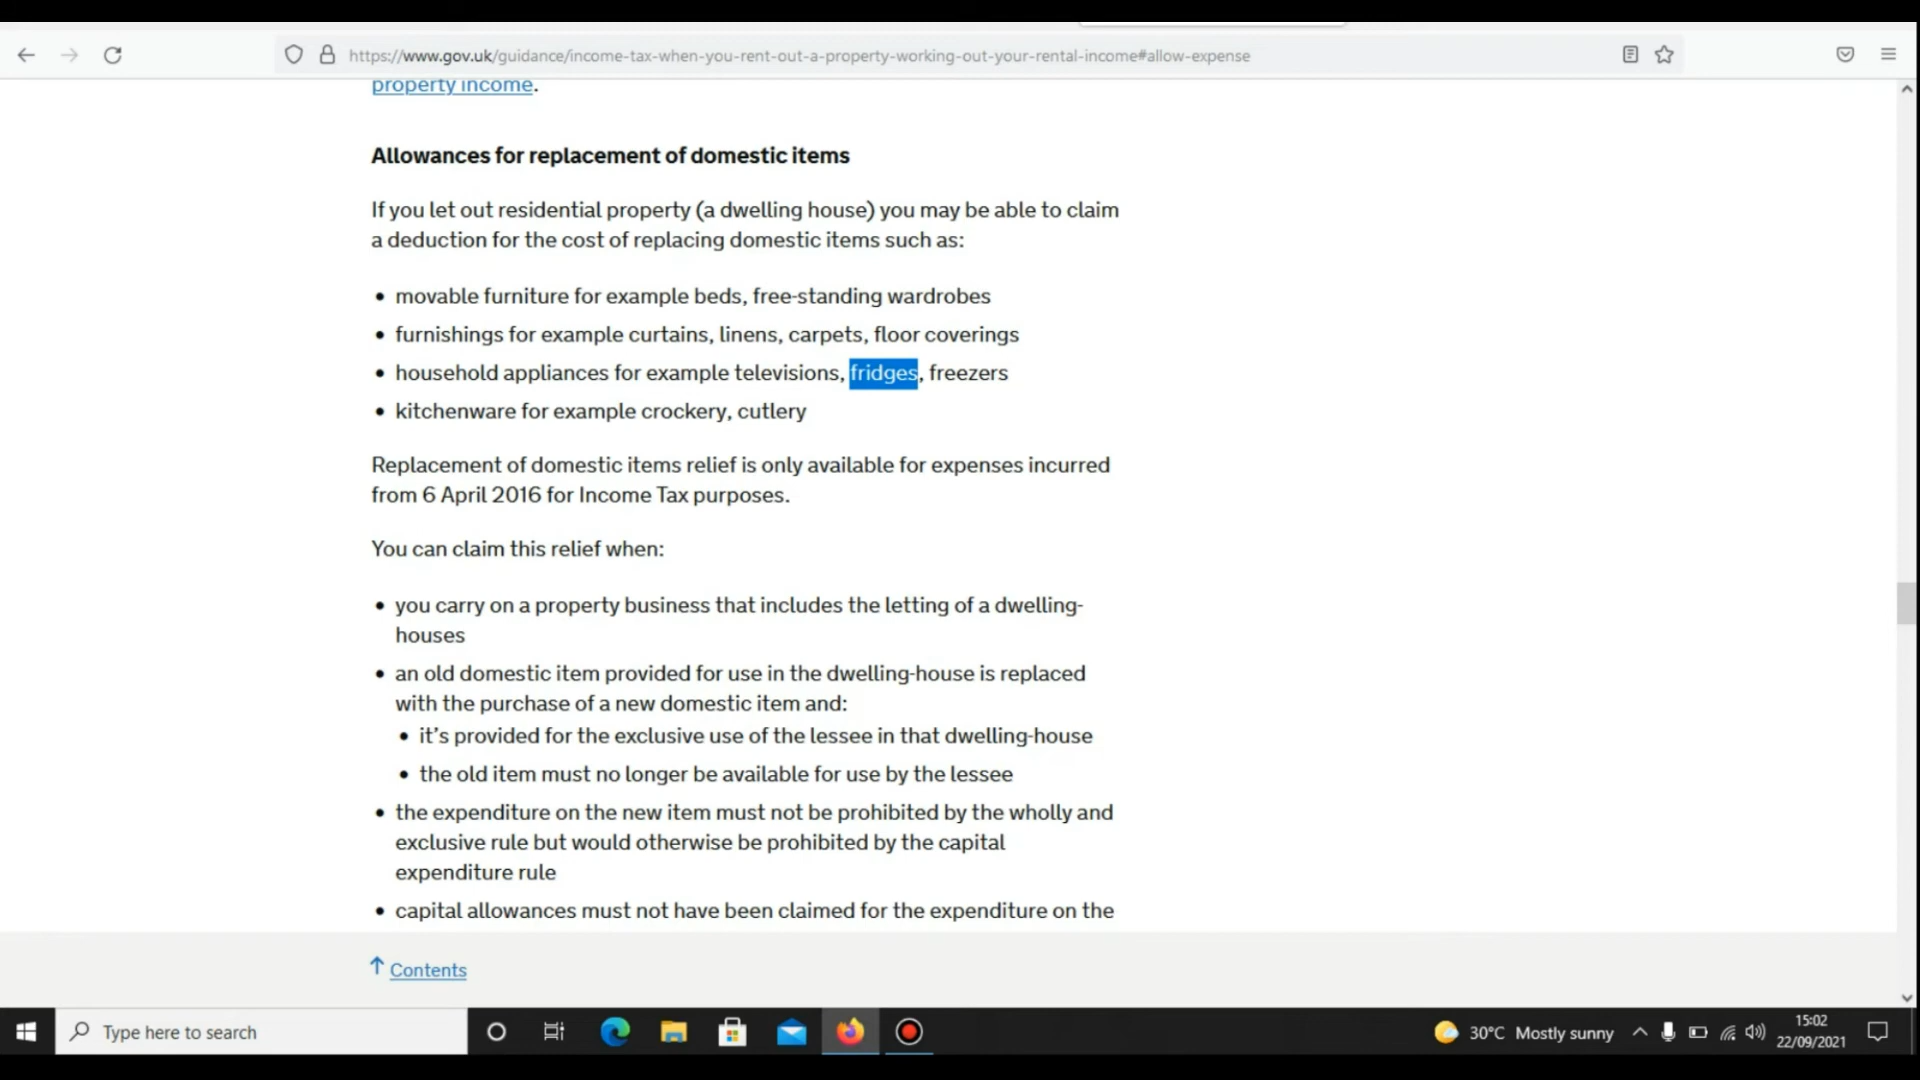 https://www.gov.uk/guidance/income-tax-when-you-rent-out-a-property-working-out-your-rental-income#allow-expense
property income.
Allowances for replacement of domestic items
If you let out residential property (a dwelling house) you may be able to claim
a deduction for the cost of replacing domestic items such as:
• movable furniture for example beds, free-standing wardrobes
• furnishings for example curtains, linens, carpets, floor coverings
• household appliances for example televisions, fridges, freezers
• kitchenware for example crockery, cutlery
Replacement of domestic items relief is only available for expenses incurred
from 6 April 2016 for Income Tax purposes.
You can claim this relief when:
• you carry on a property business that includes the letting of a dwelling-
houses
• an old domestic item provided for use in the dwelling-house is replaced
with the purchase of a new domestic item and:
• it’s provided for the exclusive use of the lessee in that dwelling-house
• the old item must no longer be available for use by the lessee
• the expenditure on the new item must not be prohibited by the wholly and
exclusive rule but would otherwise be prohibited by the capital
expenditure rule
• capital allowances must not have been claimed for the expenditure on the
↑ Contents
Type here to search
30°C Mostly sunny
15:02
22/09/2021